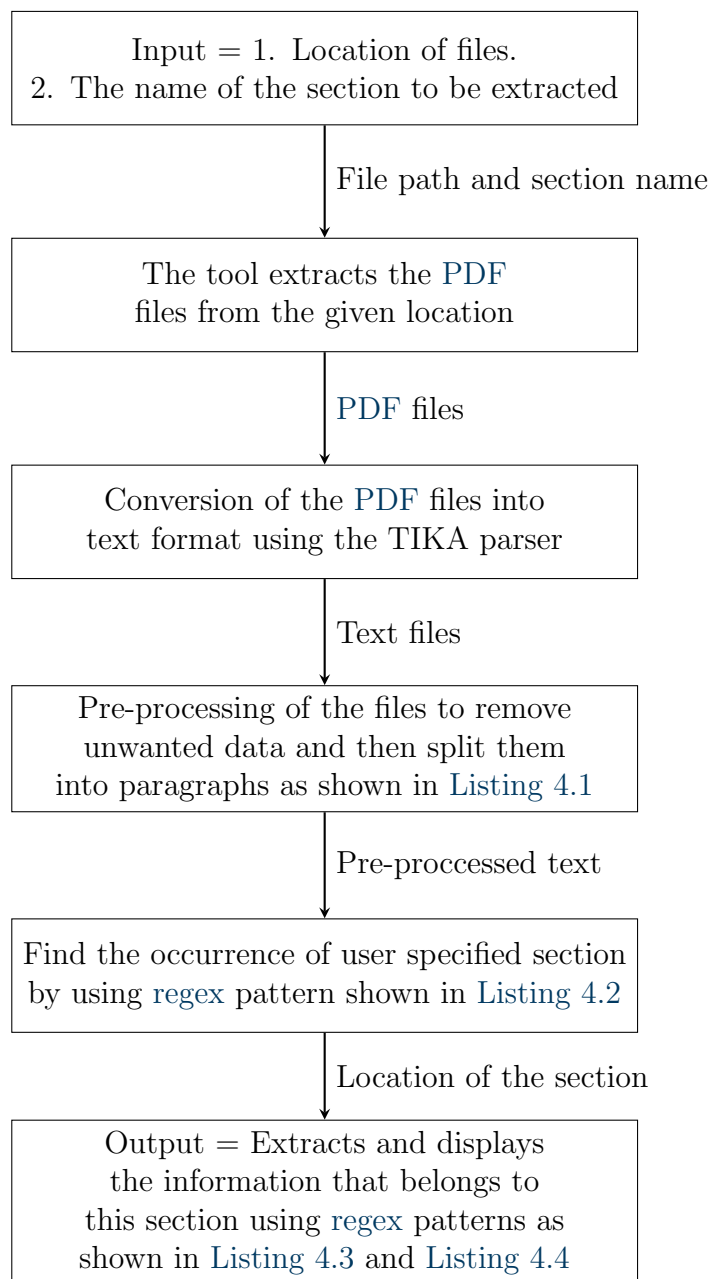 Input = 1. Location of files.
2. The name of the section to be extracted
File path and section name
The tool extracts the PDF
files from the given location
PDF files
Conversion of the PDF files into
text format using the TIKA parser
Text files
Pre-processing of the files to remove
unwanted data and then split them
into paragraphs as shown in Listing 4.1
Pre-proccessed text
Find the occurrence of user specified section
by using regex pattern shown in Listing 4.2
Location of the section
Output = Extracts and displays
the information that belongs to
this section using regex patterns as
shown in Listing 4.3 and Listing 4.4